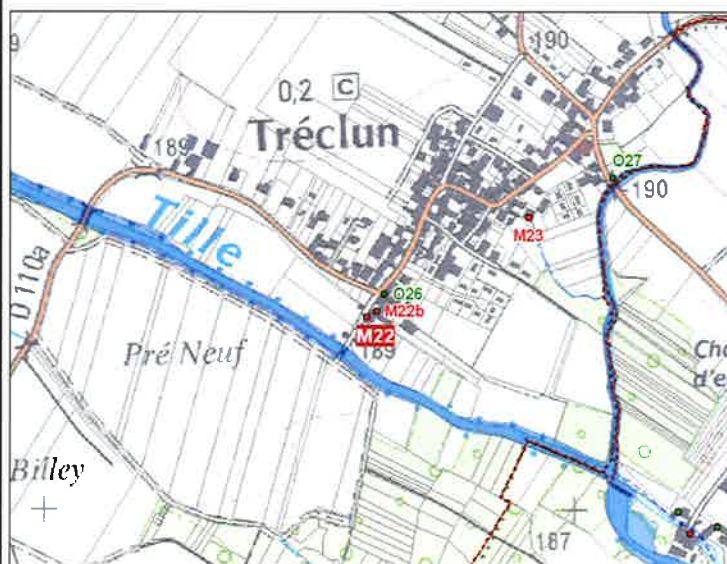 9
190
0,2 C
Tréclun
189
O27
190
Tille
M23
D 110a
O26
M22b
M22
189
Pré Neuf
Billey
187